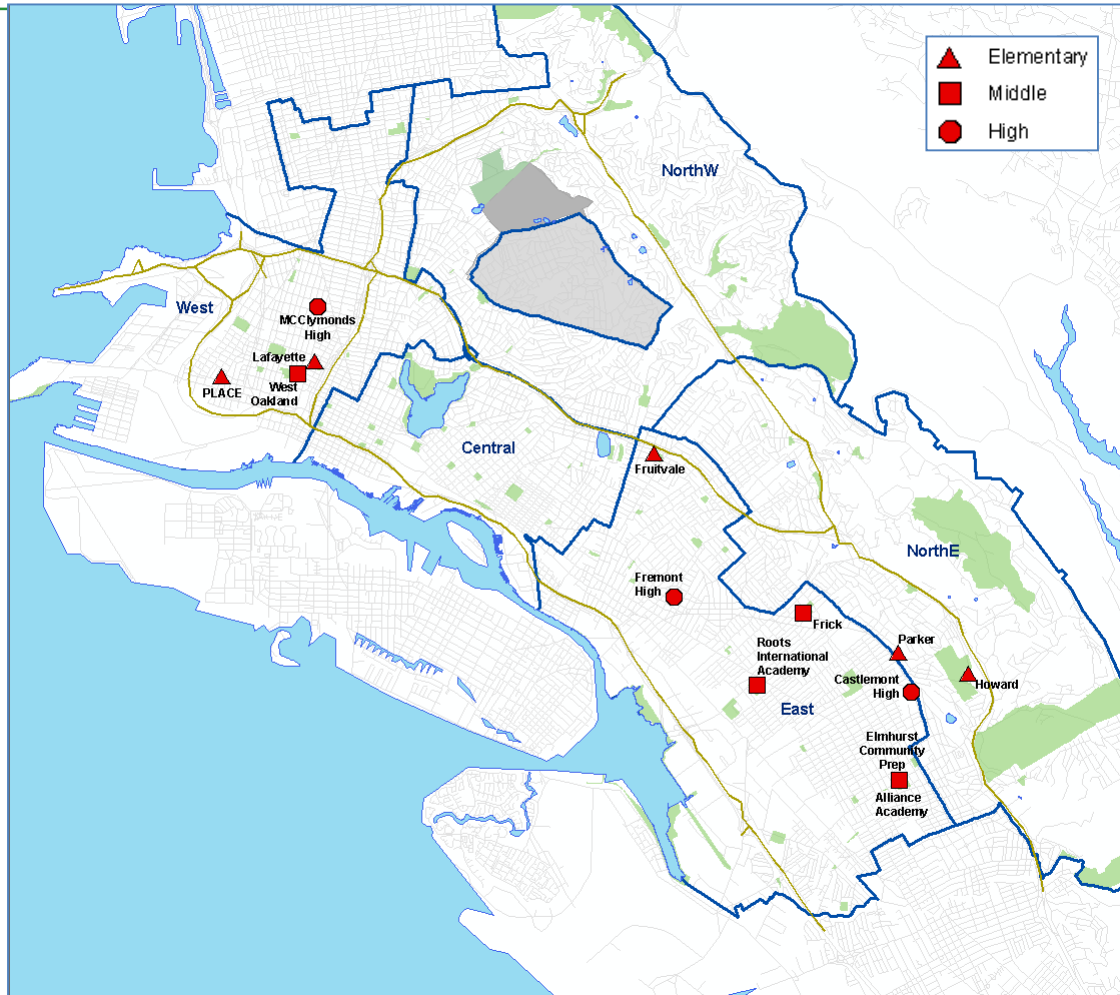 Elementary
Middle
High
NorthW
West
MCClymonds
High
Lafayette
PLACE
West
Oakland
Central
Fruitvale
NorthE
Fremont
High
Frick
Roots
International
Academy
Parker
Castlemont
High
Howard
East
Elmhurst
Community
Prep
Alliance
Academy